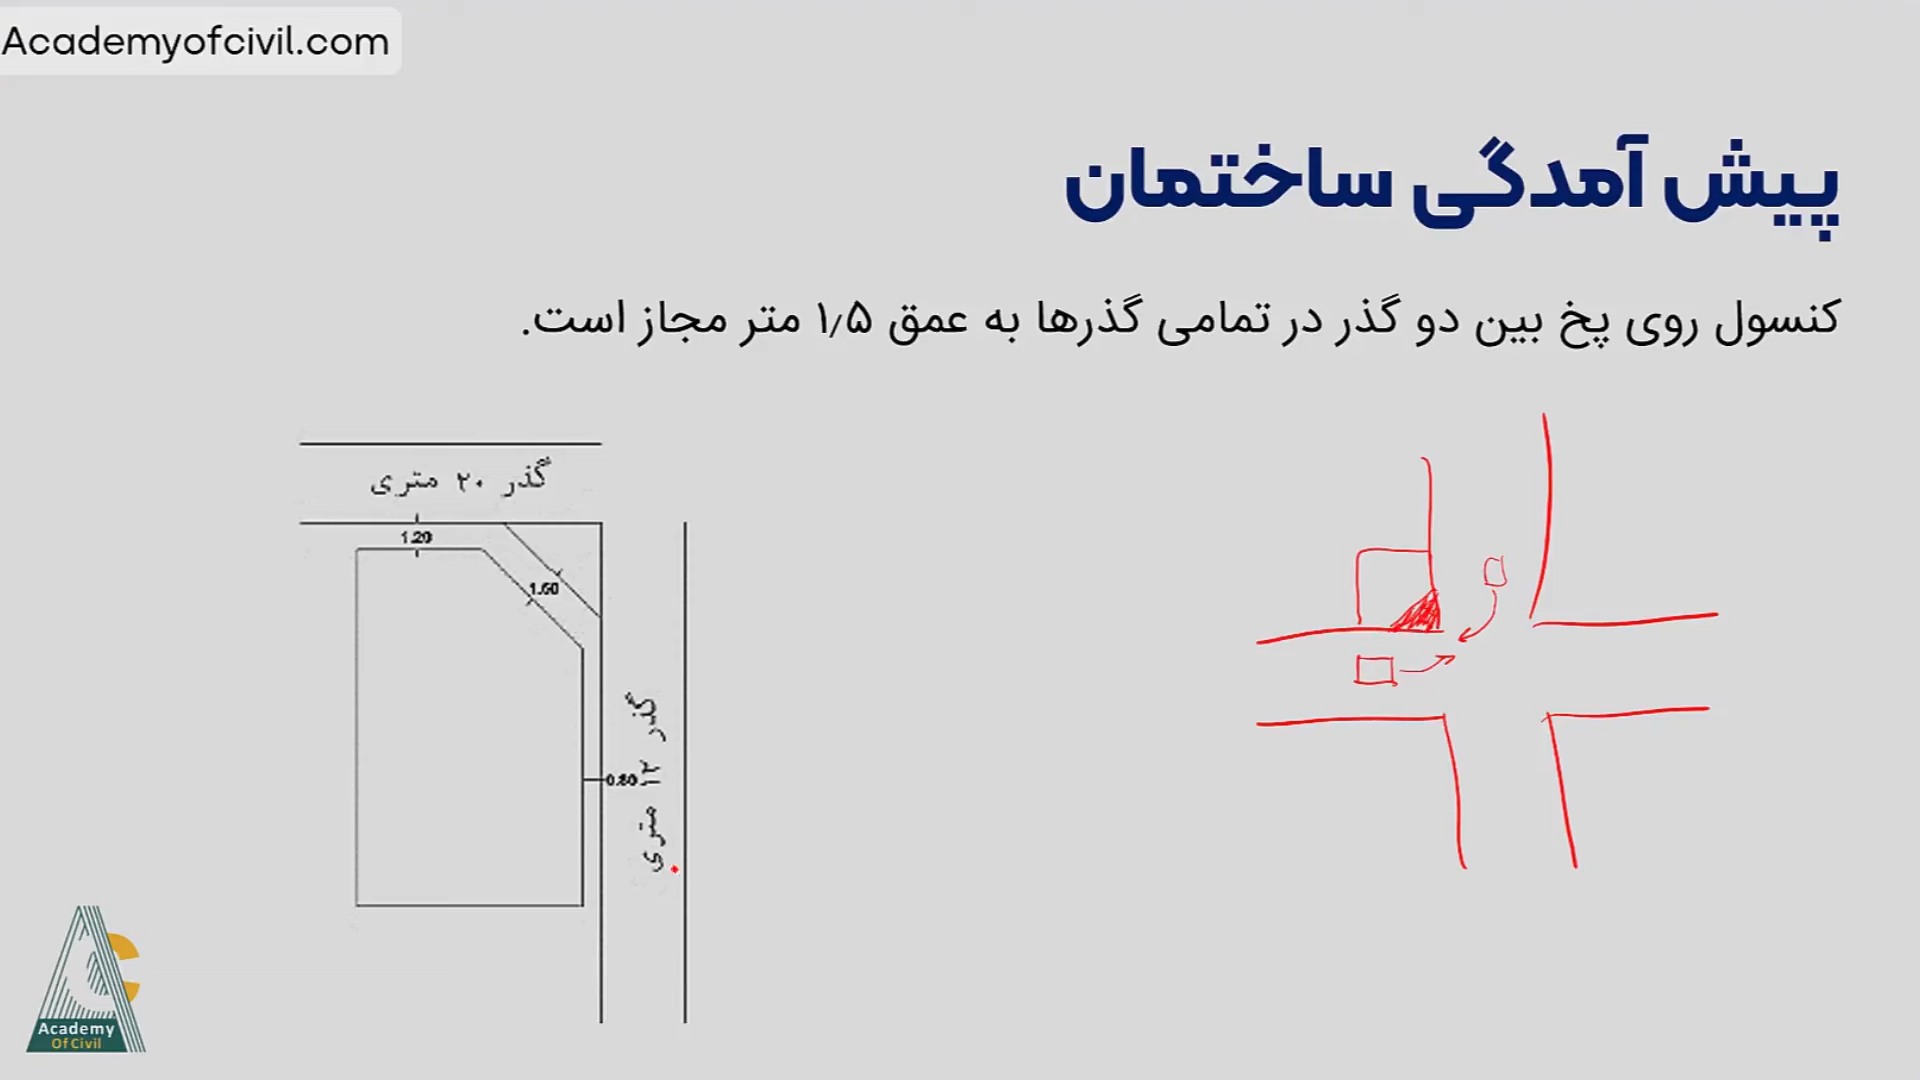 Academyofcivil.com
پیش آمدگی ساختمان
کنسول روی پخ بین دو گذر در تمامی گذرها به عمق ۱٫۵ متر مجاز است.
گذر ۲۰ متری
1.20
1.50
0.80
گذر ۱۲ متری
Academy
Of Civil